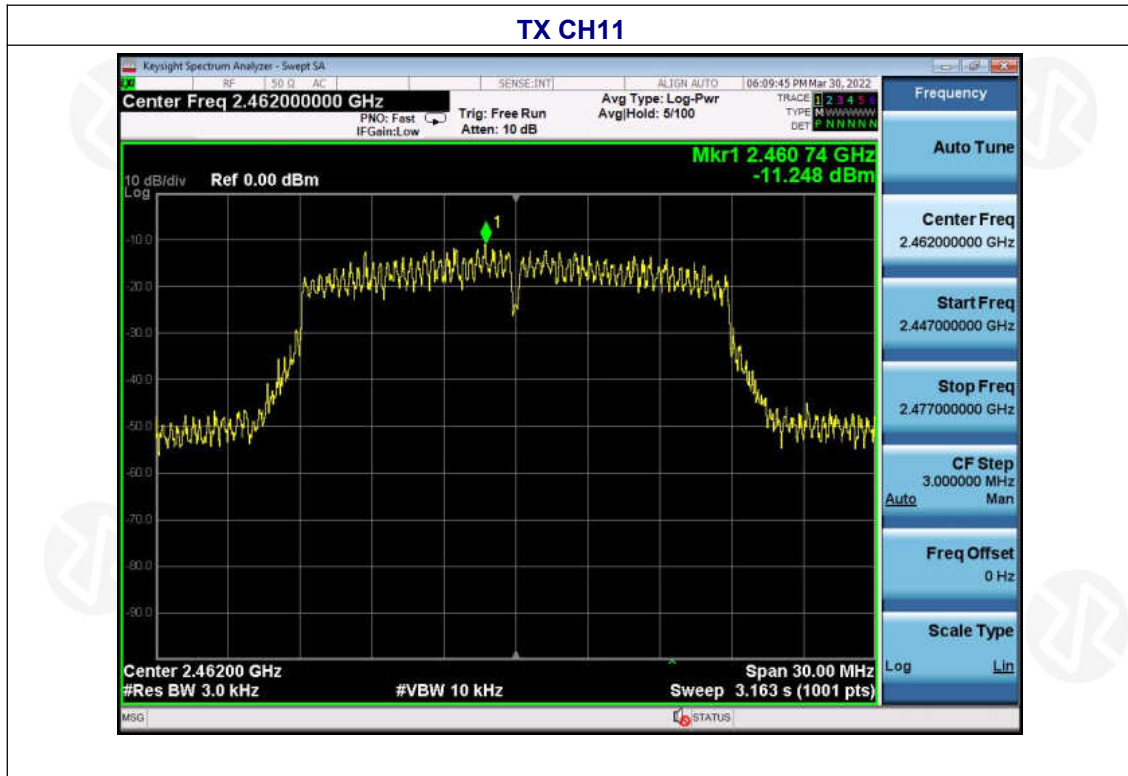 TX CH11
Keysight Spectrum Analyzer - Swept SA
RF 50 Ω AC SENSE:INT ALIGN AUTO 06:09:45 PM Mar 30, 2022
Center Freq 2.462000000 GHz
PNO: Fast
IFGain:Low
Trig: Free Run
Atten: 10 dB
Avg Type: Log-Pwr
Avg|Hold: 5/100
TRACE 1 2 3 4 5 6
TYPE M WWWWW
DET P N N N N N
Mkr1 2.460 74 GHz
-11.248 dBm
10 dB/div Ref 0.00 dBm
Log
1
-10.0
-20.0
-30.0
-40.0
-50.0
-60.0
-70.0
-80.0
-90.0
Center 2.46200 GHz Span 30.00 MHz
#Res BW 3.0 kHz #VBW 10 kHz Sweep 3.163 s (1001 pts)
MSG STATUS
Frequency
Auto Tune
Center Freq
2.462000000 GHz
Start Freq
2.447000000 GHz
Stop Freq
2.477000000 GHz
CF Step
3.000000 MHz
Auto Man
Freq Offset
0 Hz
Scale Type
Log Lin